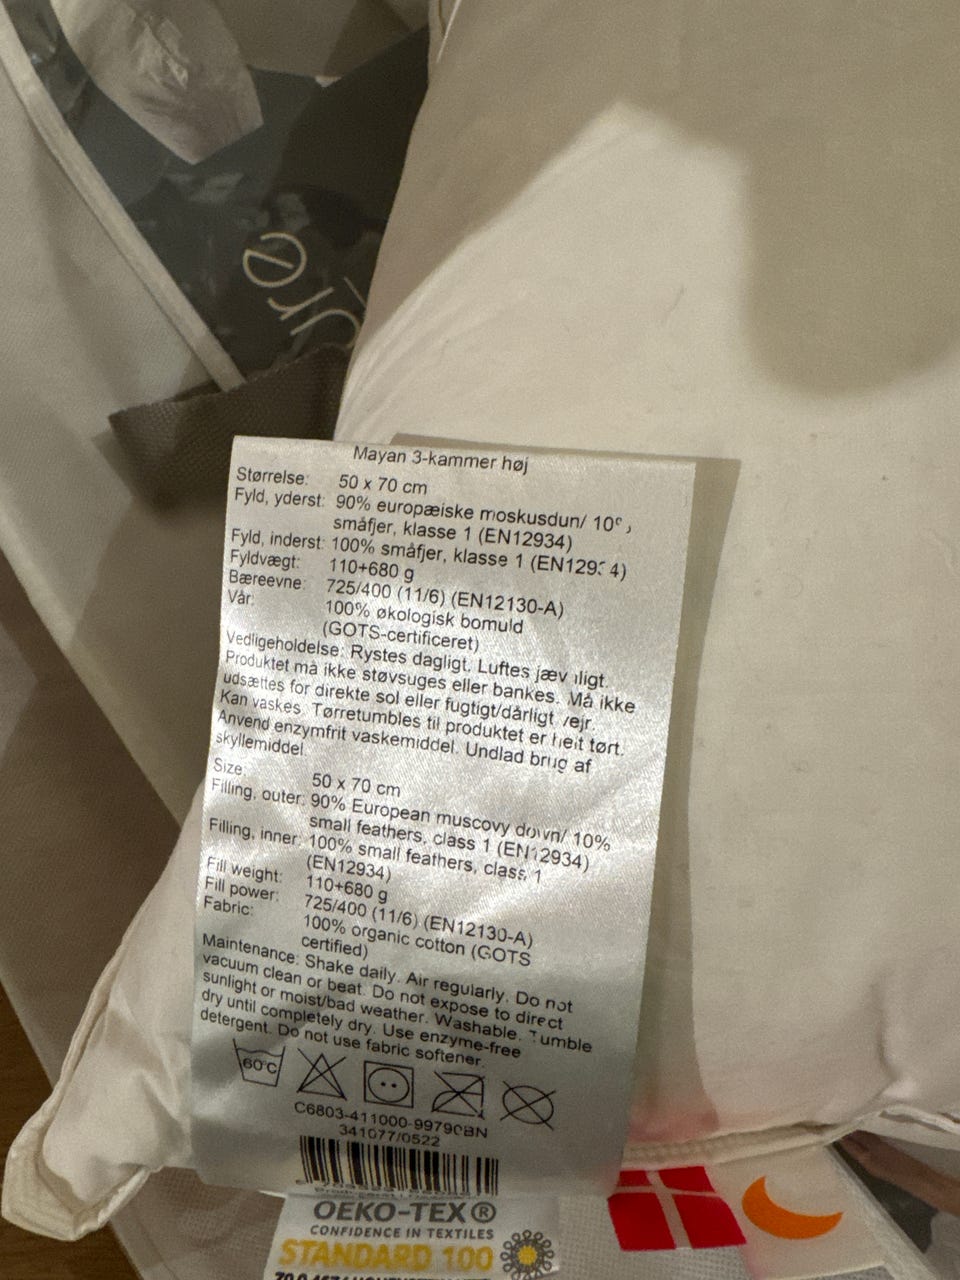 ure
Mayan 3-kammer høj
Størrelse: 50 x 70 cm
Fyld, yderst: 90% europæiske moskusdun/ 10%
småfjer, klasse 1 (EN12934)
Fyld, inderst: 100% småfjer, klasse 1 (EN12934)
Fyldvægt: 110+680 g
Bæreevne: 725/400 (11/6) (EN12130-A)
Vår: 100% økologisk bomuld
(GOTS-certificeret)
Vedligeholdelse: Rystes dagligt. Luftes jævnligt.
Produktet må ikke støvsuges eller bankes. Må ikke
udsættes for direkte sol eller fugtigt/dårligt vejr.
Kan vaskes. Tørretumbles til produktet er helt tørt.
Anvend enzymfrit vaskemiddel. Undlad brug af
skyllemiddel.
Size: 50 x 70 cm
Filling, outer: 90% European muscovy down/ 10%
small feathers, class 1 (EN12934)
Filling, inner: 100% small feathers, class 1
(EN12934)
Fill weight: 110+680 g
Fill power: 725/400 (11/6) (EN12130-A)
Fabric: 100% organic cotton (GOTS
certified)
Maintenance: Shake daily. Air regularly. Do not
vacuum clean or beat. Do not expose to direct
sunlight or moist/bad weather. Washable. Tumble
dry until completely dry. Use enzyme-free
detergent. Do not use fabric softener.
60°C
C6803-411000-99790BN
341077/0522
OEKO-TEX®
CONFIDENCE IN TEXTILES
STANDARD 100